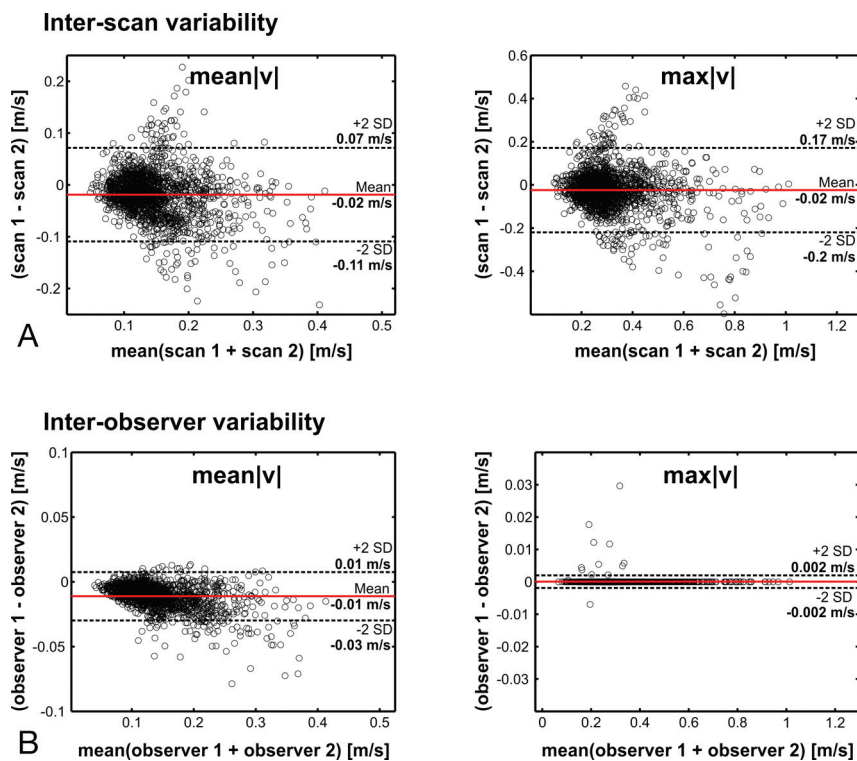 Inter-scan variability
mean|v|
(scan 1 - scan 2) [m/s]
0.2
0.1
0
-0.1
-0.2
+2 SD
0.07 m/s
Mean
-0.02 m/s
-2 SD
-0.11 m/s
0.1
0.2
0.3
0.4
0.5
mean(scan 1 + scan 2) [m/s]
A
max|v|
(scan 1 - scan 2) [m/s]
0.6
0.4
0.2
0
-0.2
-0.4
+2 SD
0.17 m/s
Mean
-0.02 m/s
-2 SD
-0.2 m/s
0.2
0.4
0.6
0.8
1
1.2
mean(scan 1 + scan 2) [m/s]
Inter-observer variability
mean|v|
(observer 1 - observer 2) [m/s]
0.1
0.05
0
-0.05
-0.1
+2 SD
0.01 m/s
Mean
-0.01 m/s
-2 SD
-0.03 m/s
0.1
0.2
0.3
0.4
0.5
mean(observer 1 + observer 2) [m/s]
B
max|v|
(observer 1 - observer 2) [m/s]
0.03
0.02
0.01
0
-0.01
-0.02
-0.03
+2 SD
0.002 m/s
-2 SD
-0.002 m/s
0
0.2
0.4
0.6
0.8
1
1.2
mean(observer 1 + observer 2) [m/s]